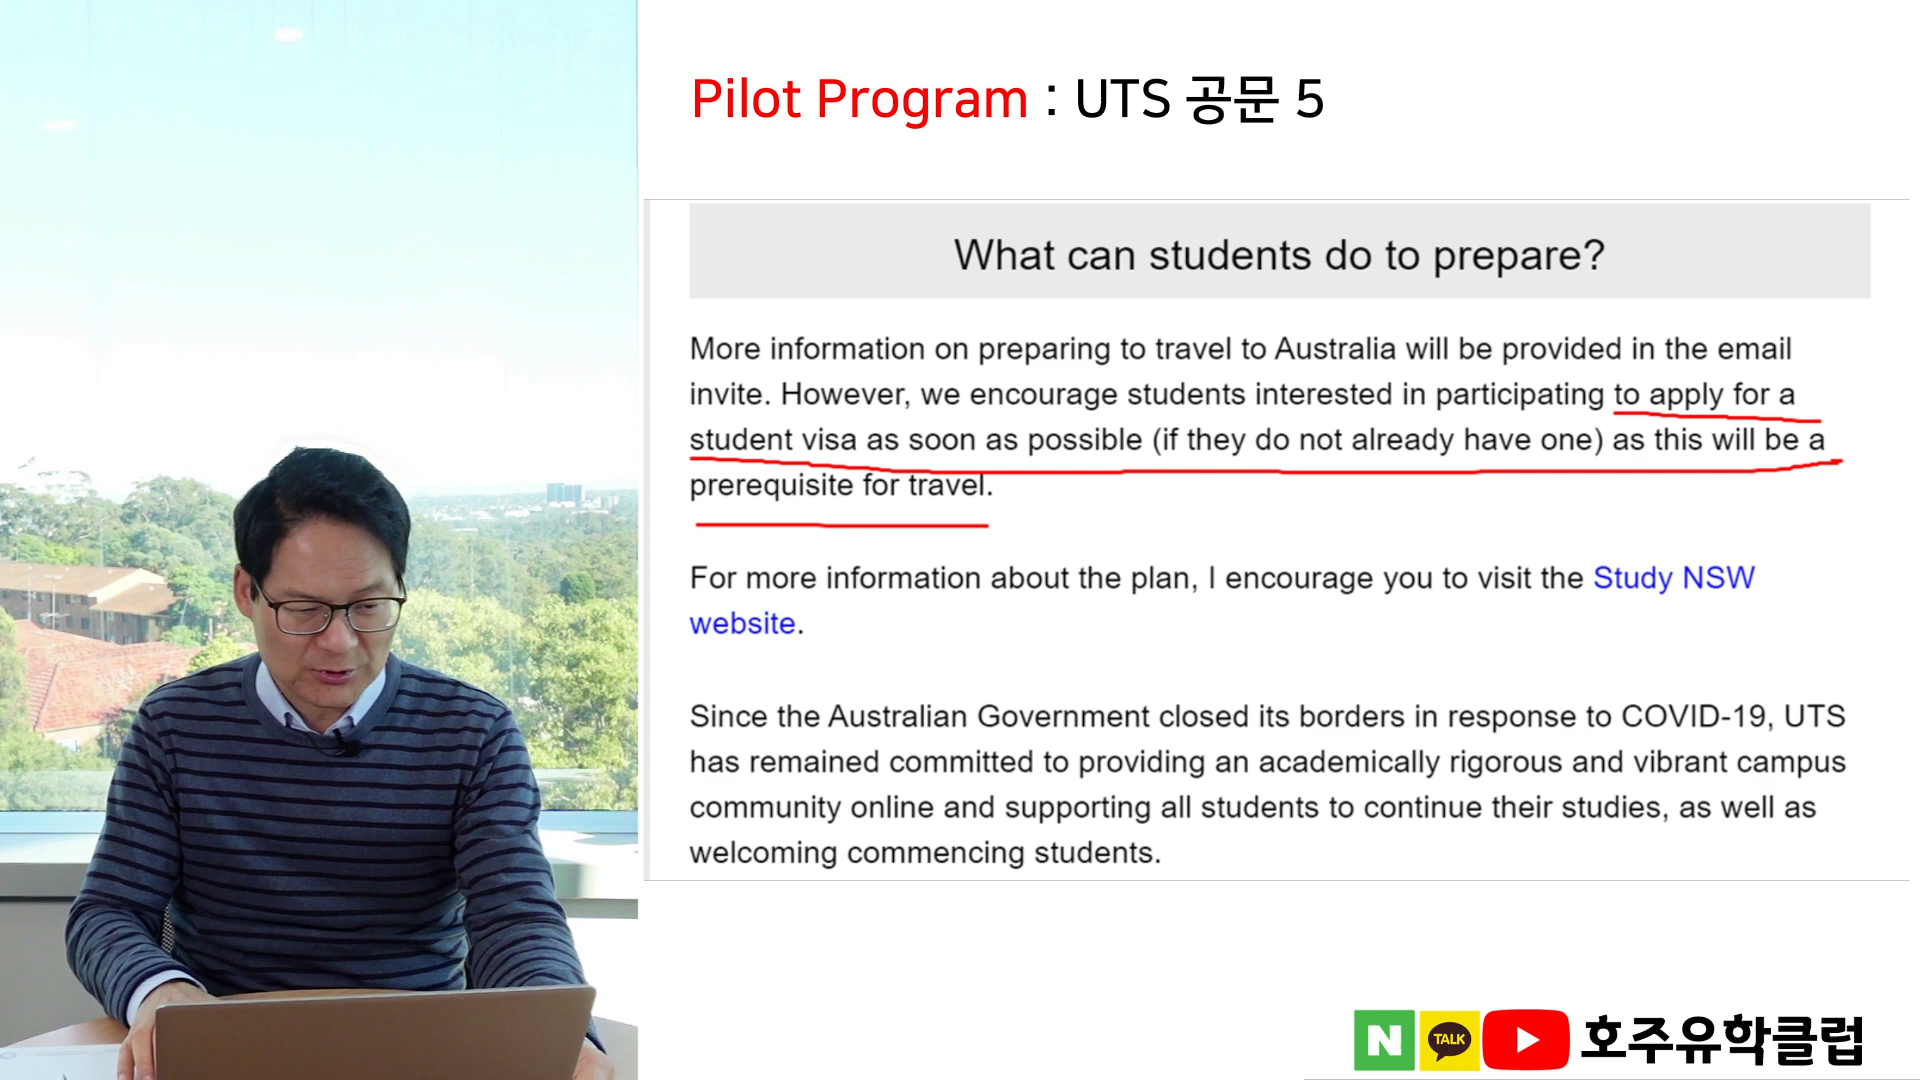 Pilot Program : UTS 공문 5
What can students do to prepare?
More information on preparing to travel to Australia will be provided in the email
invite. However, we encourage students interested in participating to apply for a
student visa as soon as possible (if they do not already have one) as this will be a
prerequisite for travel.
For more information about the plan, I encourage you to visit the Study NSW
website.
Since the Australian Government closed its borders in response to COVID-19, UTS
has remained committed to providing an academically rigorous and vibrant campus
community online and supporting all students to continue their studies, as well as
welcoming commencing students.
N TALK 호주유학클럽